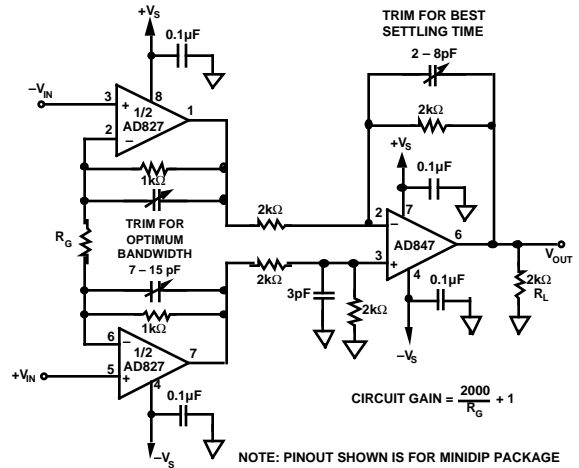 +VS
0.1µF
TRIM FOR BEST
SETTLING TIME
2 – 8pF
–VIN
3
+
8
1/2
AD827
1
2
–
2kΩ
+VS
0.1µF
1kΩ
RG
TRIM FOR
OPTIMUM
BANDWIDTH
7 – 15 pF
2kΩ
2
–
7
AD847
6
VOUT
3
+
4
2kΩ
3pF
2kΩ
0.1µF
2kΩ
RL
1kΩ
6
–
1/2
AD827
7
+VIN
5
+
4
0.1µF
–VS
–VS
CIRCUIT GAIN = 2000
RG
+ 1
NOTE: PINOUT SHOWN IS FOR MINIDIP PACKAGE